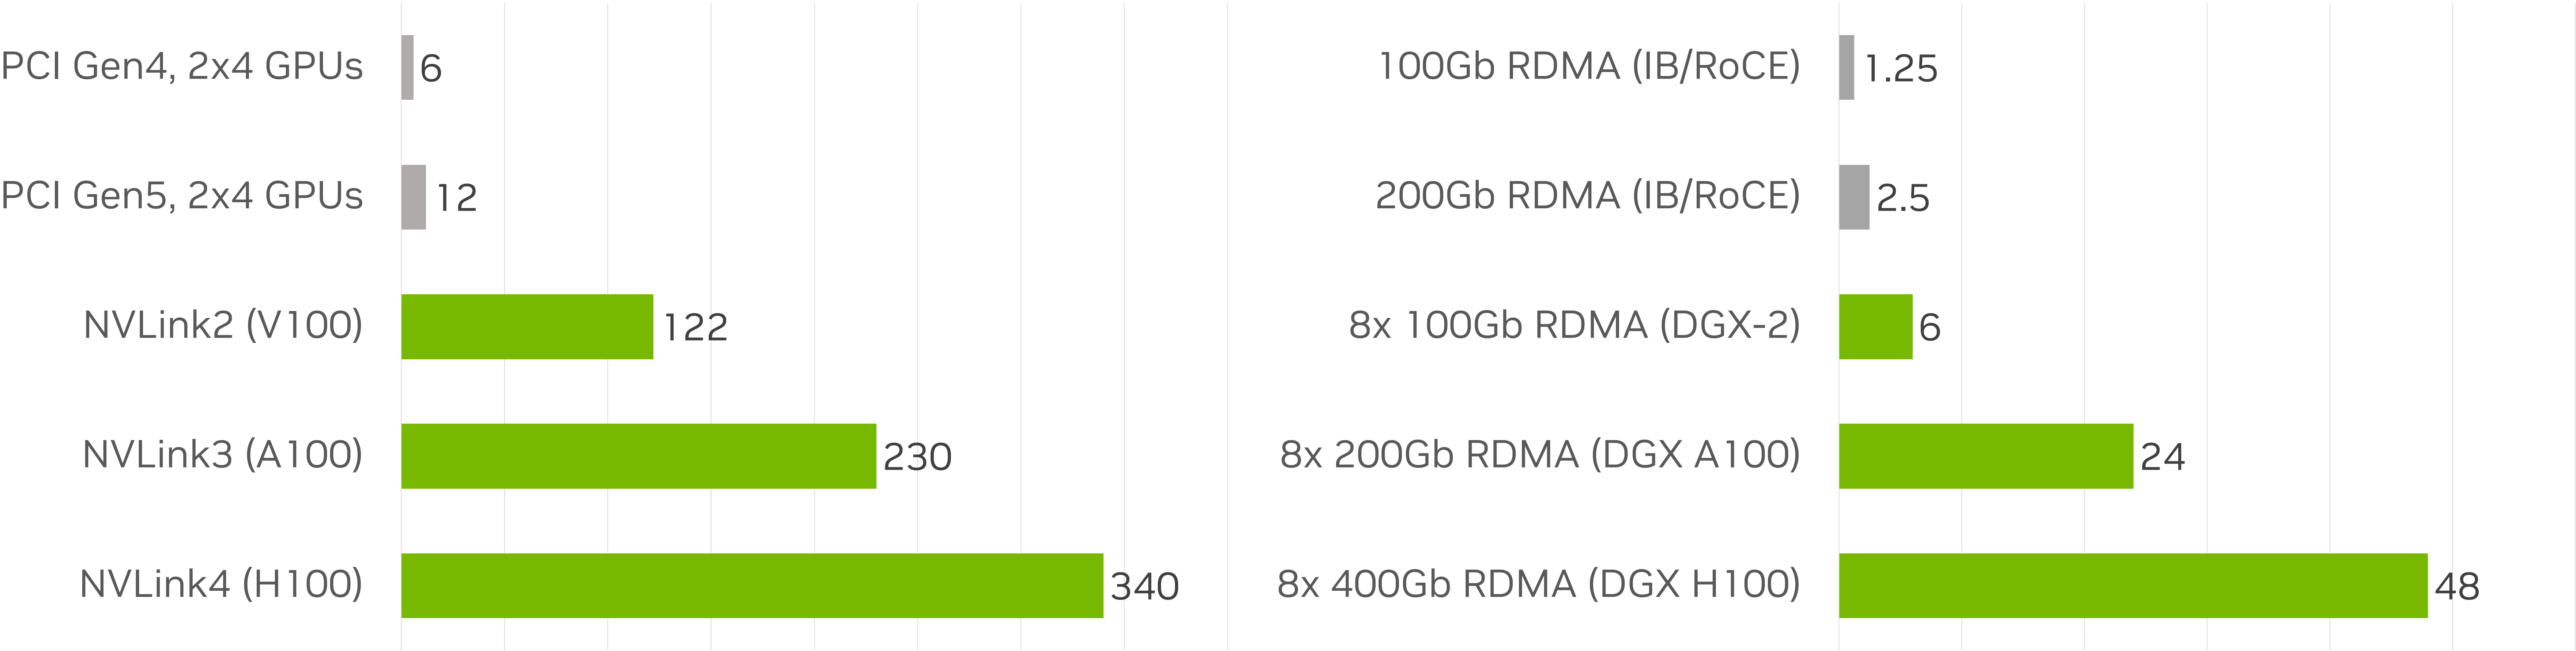 PCI Gen4, 2x4 GPUs 6
PCI Gen5, 2x4 GPUs 12
NVLink2 (V100) 122
NVLink3 (A100) 230
NVLink4 (H100) 340
100Gb RDMA (IB/RoCE) 1.25
200Gb RDMA (IB/RoCE) 2.5
8x 100Gb RDMA (DGX-2) 6
8x 200Gb RDMA (DGX A100) 24
8x 400Gb RDMA (DGX H100) 48